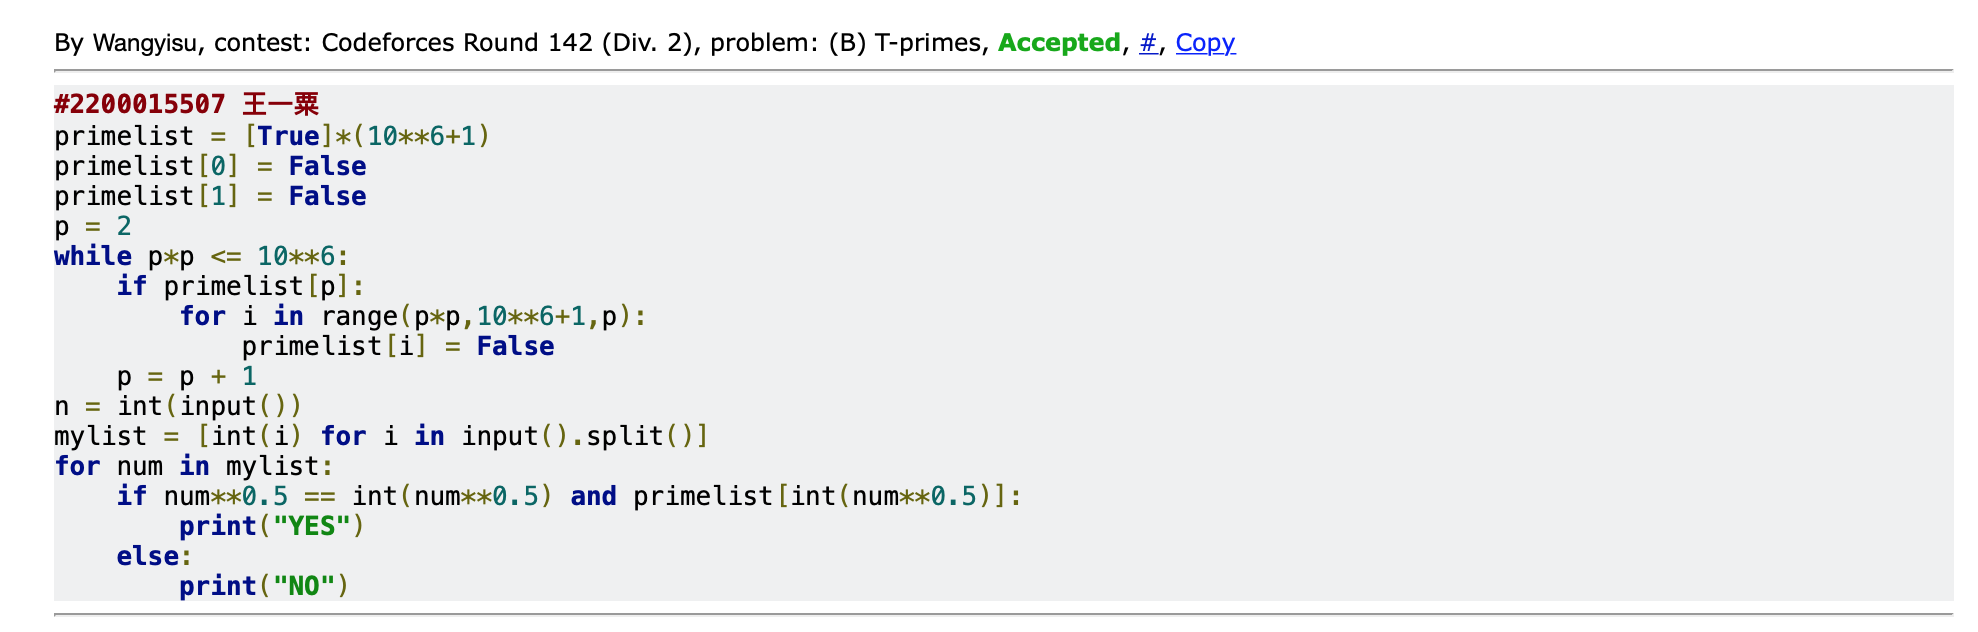 By Wangyisu, contest: Codeforces Round 142 (Div. 2), problem: (B) T-primes, Accepted, #, Copy
#2200015507 王一粟
primelist = [True]*(10**6+1)
primelist[0] = False
primelist[1] = False
p = 2
while p*p <= 10**6:
    if primelist[p]:
        for i in range(p*p,10**6+1,p):
            primelist[i] = False
    p = p + 1
n = int(input())
mylist = [int(i) for i in input().split()]
for num in mylist:
    if num**0.5 == int(num**0.5) and primelist[int(num**0.5)]:
        print("YES")
    else:
        print("NO")